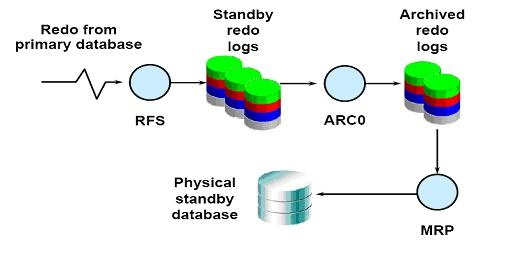 Redo from
primary database
Standby
redo
logs
Archived
redo
logs
RFS
ARC0
Physical
standby
database
MRP